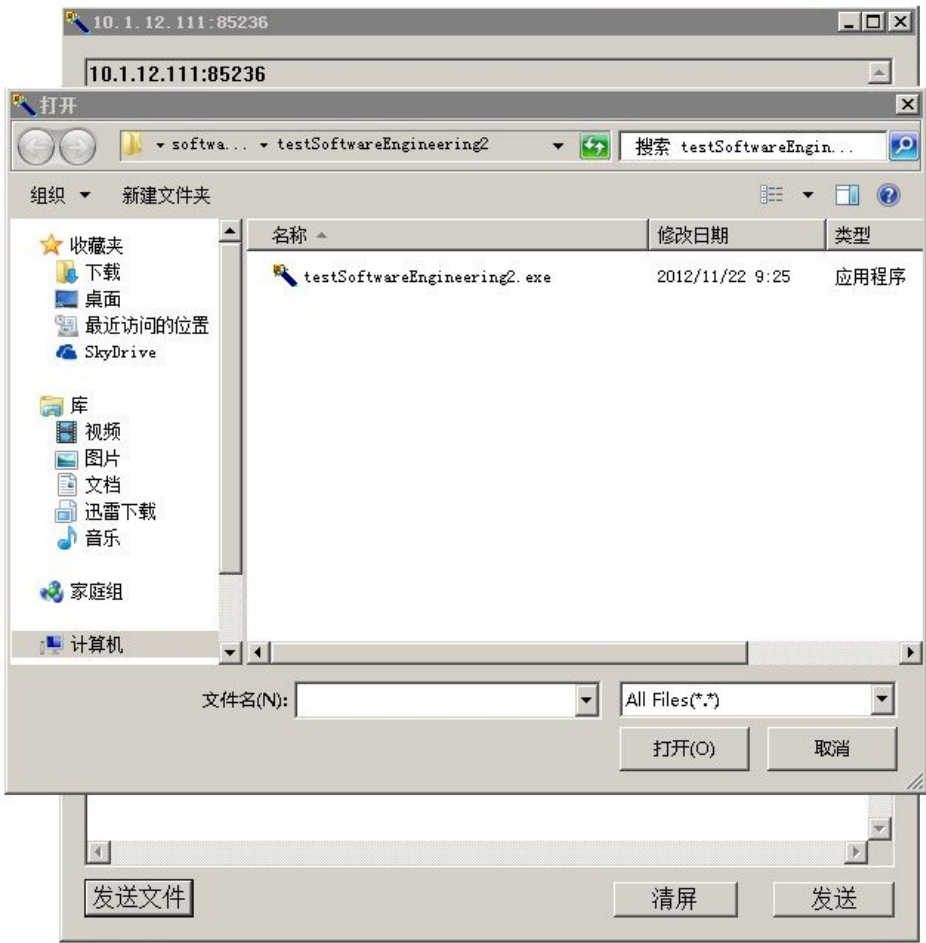 10.1.12.111:85236
10.1.12.111:85236
打开
softwa... testSoftwareEngineering2
搜索 testSoftwareEngin...
组织 新建文件夹
名称 修改日期 类型
testSoftwareEngineering2.exe 2012/11/22 9:25 应用程序
收藏夹
下载
桌面
最近访问的位置
SkyDrive
库
视频
图片
文档
迅雷下载
音乐
家庭组
计算机
文件名(N): All Files(*.*)
打开(O) 取消
发送文件 清屏 发送